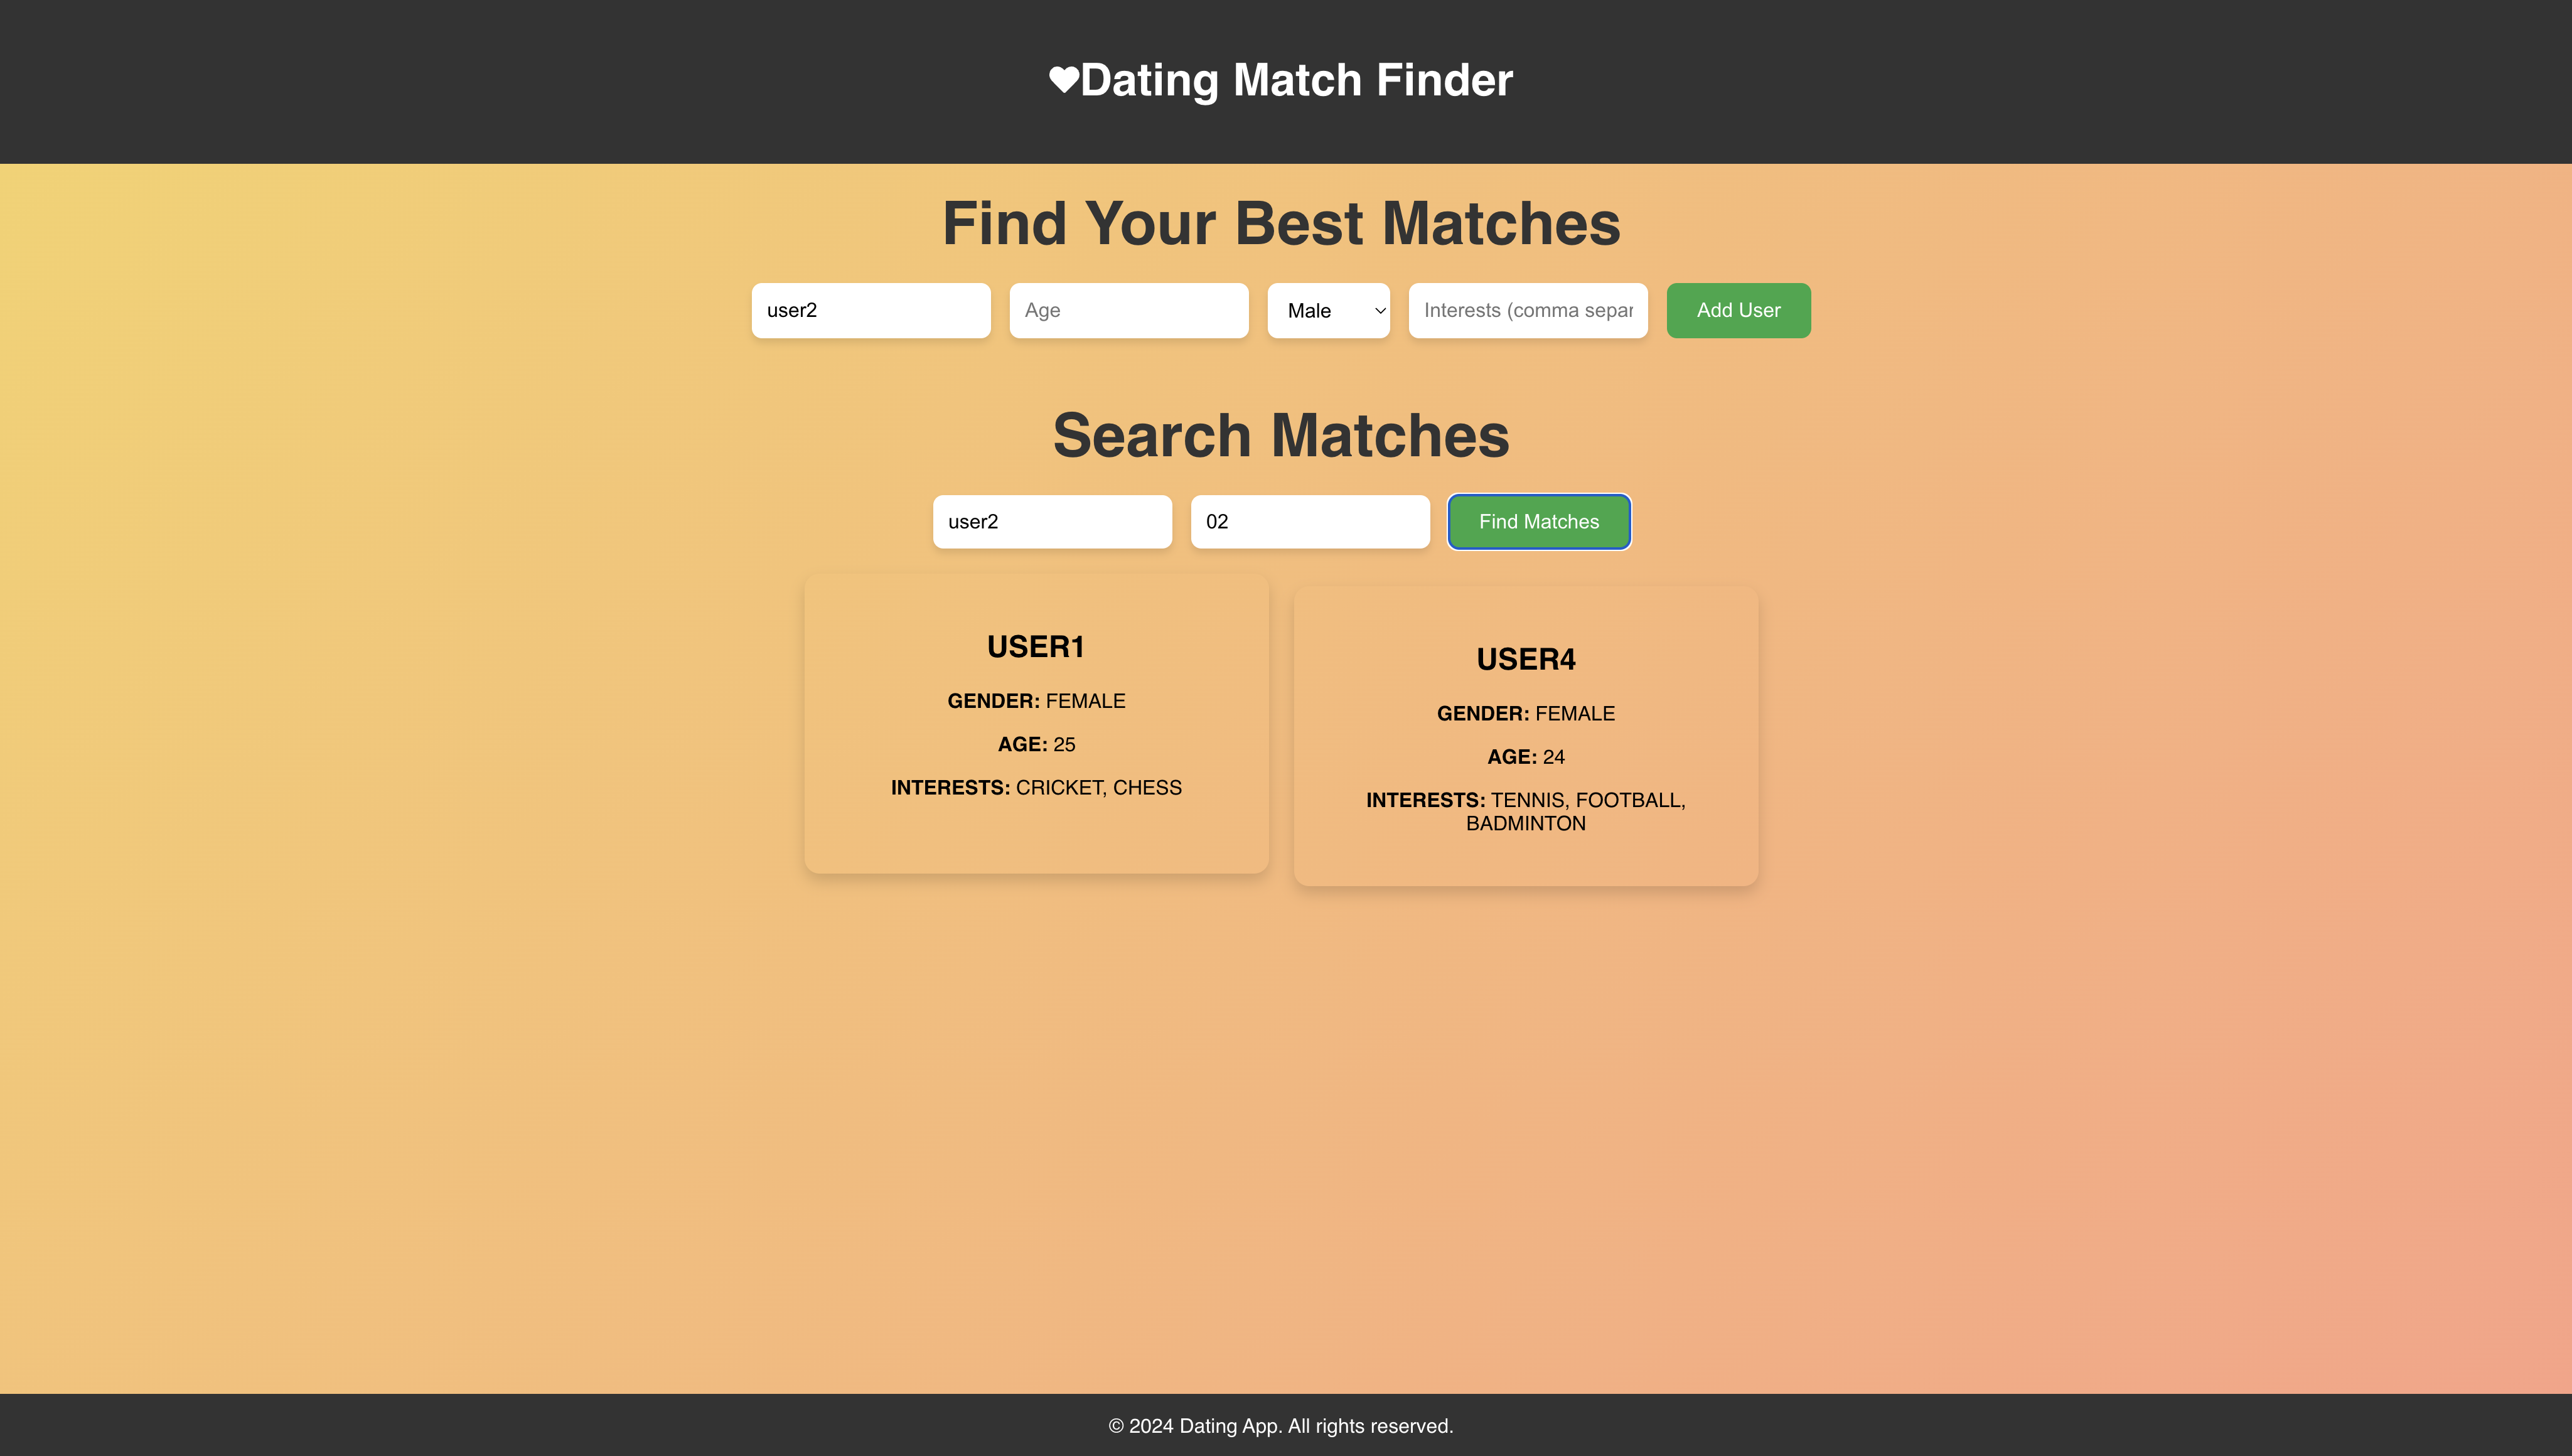 Dating Match Finder
Find Your Best Matches
user2 Age Male Interests (comma separ Add User
Search Matches
user2 02 Find Matches
USER1
GENDER: FEMALE
AGE: 25
INTERESTS: CRICKET, CHESS
USER4
GENDER: FEMALE
AGE: 24
INTERESTS: TENNIS, FOOTBALL,
BADMINTON
© 2024 Dating App. All rights reserved.